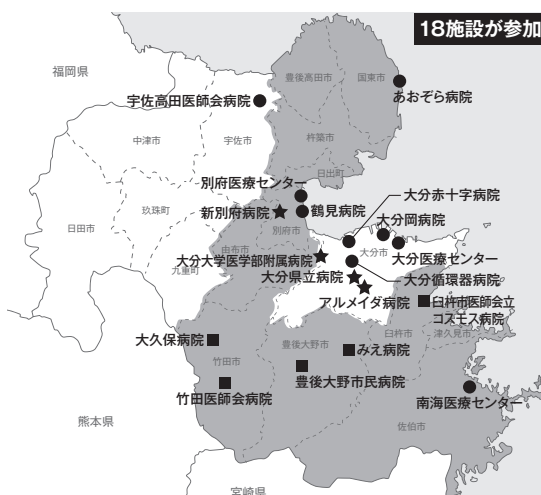 18施設が参加
福岡県
豊後高田市
国東市
あおぞら病院
宇佐高田医師会病院
中津市
宇佐市
杵築市
日出町
別府医療センター
大分赤十字病院
新別府病院
鶴見病院
大分岡病院
日田市
玖珠町
別府市
由布市
大分市
大分医療センター
大分大学医学部附属病院
九重町
大分県立病院
大分循環器病院
アルメイダ病院
臼杵市医師会立
コスモス病院
大久保病院
豊後大野市
臼杵市
津久見市
みえ病院
竹田市
豊後大野市民病院
竹田医師会病院
南海医療センター
熊本県
佐伯市
宮崎県